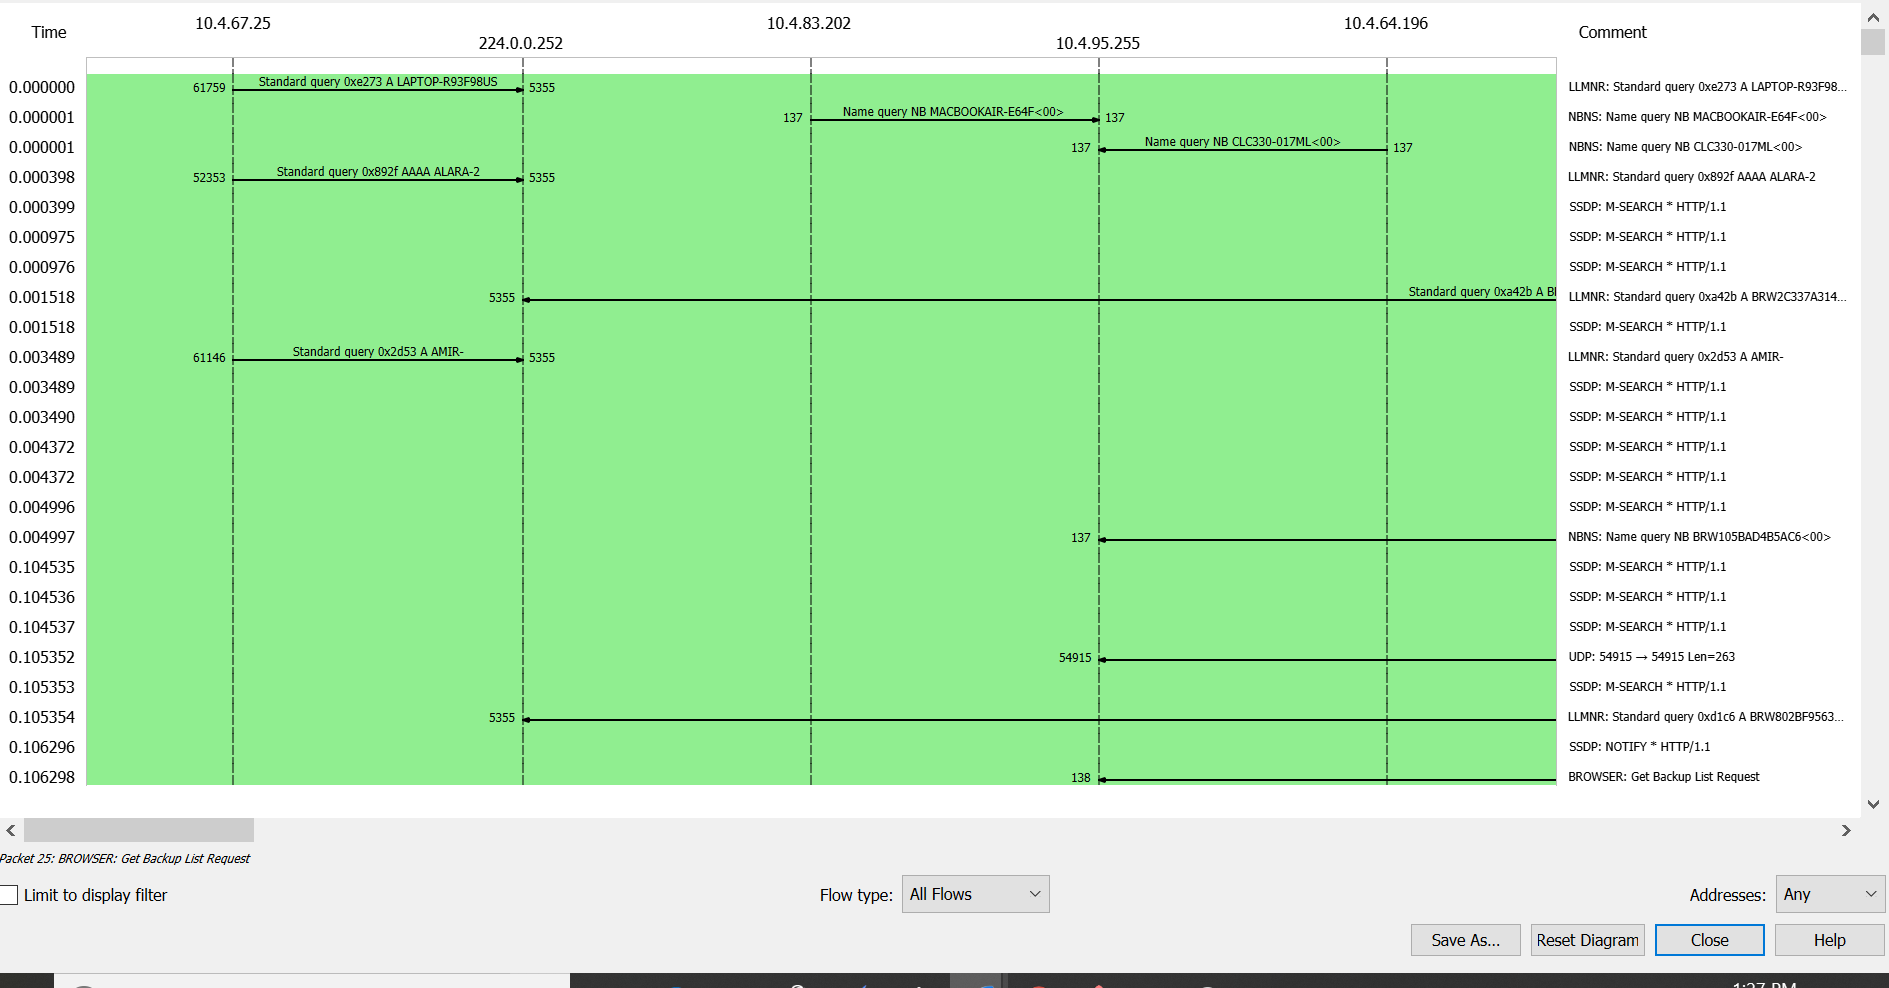 Time 10.4.67.25 10.4.83.202 10.4.64.196 Comment
224.0.0.252 10.4.95.255
0.000000 61759 Standard query 0xe273 A LAPTOP-R93F98US 5355 LLMNR: Standard query 0xe273 A LAPTOP-R93F98...
0.000001 137 Name query NB MACBOOKAIR-E64F<00> 137 NBNS: Name query NB MACBOOKAIR-E64F<00>
0.000001 137 Name query NB CLC330-017ML<00> 137 NBNS: Name query NB CLC330-017ML<00>
0.000398 52353 Standard query 0x892f AAAA ALARA-2 5355 LLMNR: Standard query 0x892f AAAA ALARA-2
0.000399 SSDP: M-SEARCH * HTTP/1.1
0.000975 SSDP: M-SEARCH * HTTP/1.1
0.000976 SSDP: M-SEARCH * HTTP/1.1
0.001518 5355 Standard query 0xa42b A BI LLMNR: Standard query 0xa42b A BRW2C337A314...
0.001518 SSDP: M-SEARCH * HTTP/1.1
0.003489 61146 Standard query 0x2d53 A AMIR- 5355 LLMNR: Standard query 0x2d53 A AMIR-
0.003489 SSDP: M-SEARCH * HTTP/1.1
0.003490 SSDP: M-SEARCH * HTTP/1.1
0.004372 SSDP: M-SEARCH * HTTP/1.1
0.004372 SSDP: M-SEARCH * HTTP/1.1
0.004996 SSDP: M-SEARCH * HTTP/1.1
0.004997 137 NBNS: Name query NB BRW105BAD4B5AC6<00>
0.104535 SSDP: M-SEARCH * HTTP/1.1
0.104536 SSDP: M-SEARCH * HTTP/1.1
0.104537 SSDP: M-SEARCH * HTTP/1.1
0.105352 54915 UDP: 54915 → 54915 Len=263
0.105353 SSDP: M-SEARCH * HTTP/1.1
0.105354 5355 LLMNR: Standard query 0xd1c6 A BRW802BF9563...
0.106296 SSDP: NOTIFY * HTTP/1.1
0.106298 138 BROWSER: Get Backup List Request
Packet 25: BROWSER: Get Backup List Request
Limit to display filter Flow type: All Flows Addresses: Any
Save As... Reset Diagram Close Help